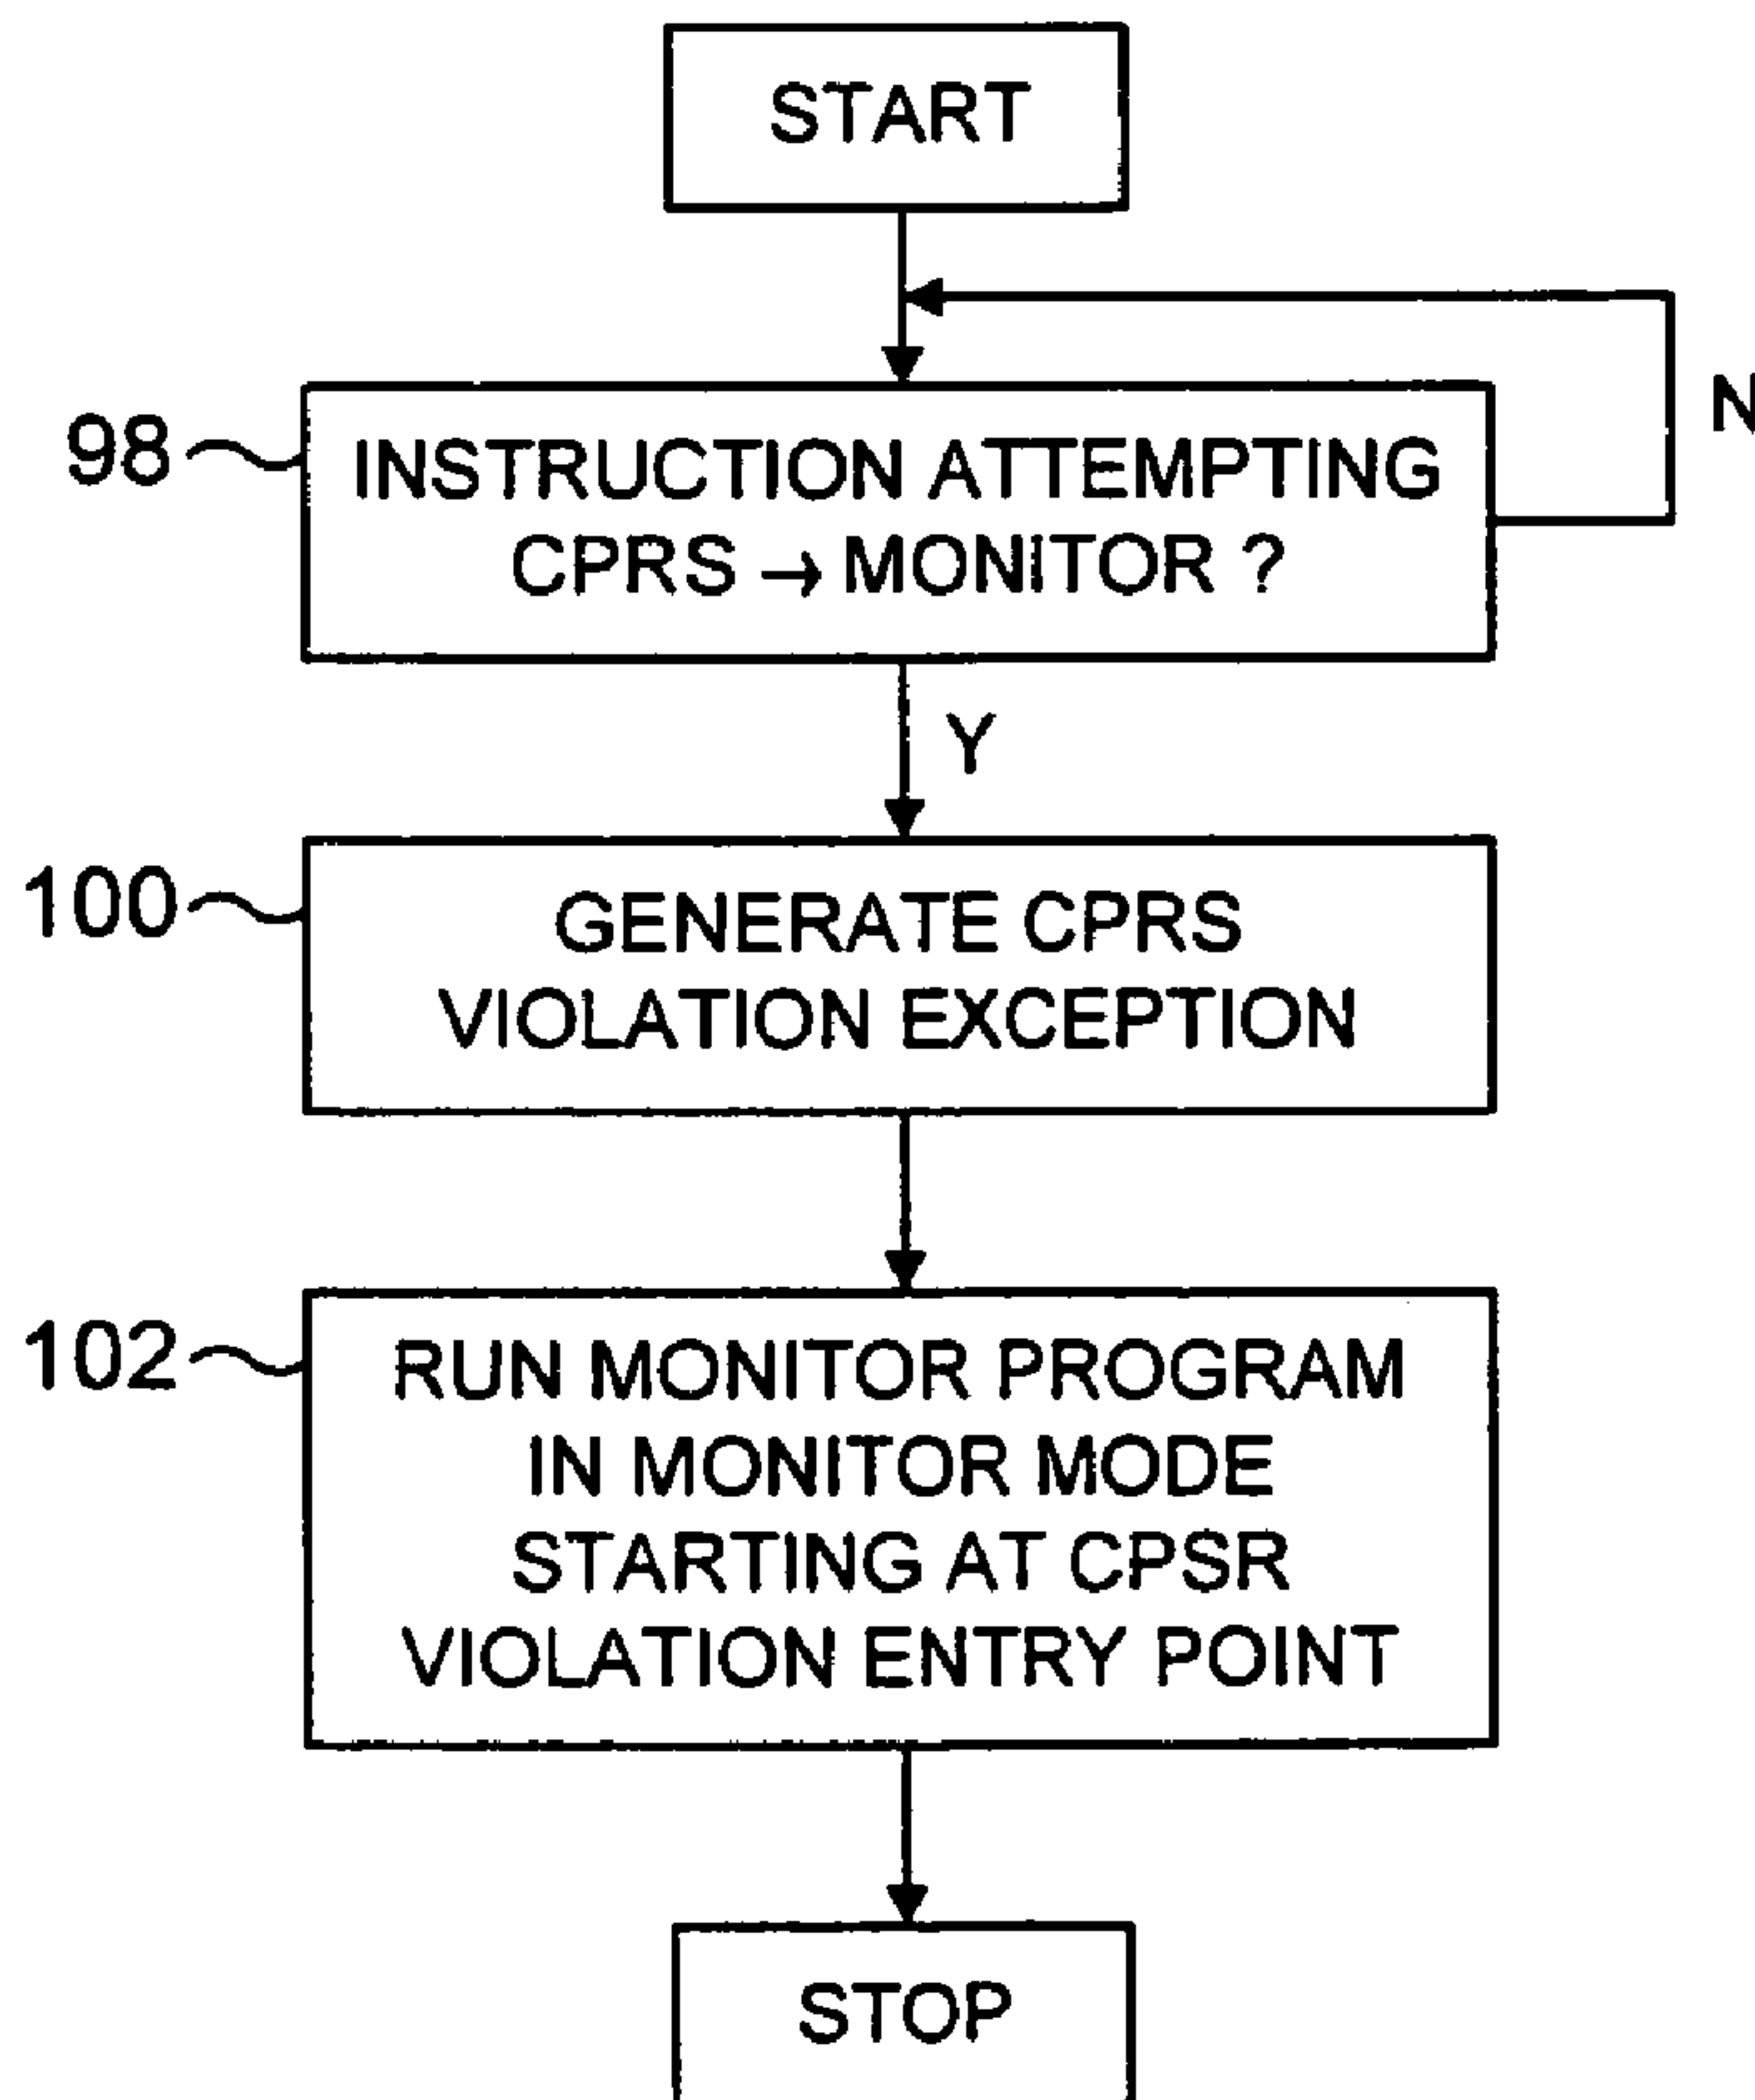 START
N
98
INSTRUCTION ATTEMPTING
CPRS → MONITOR ?
Y
100
GENERATE CPRS
VIOLATION EXCEPTION
102
RUN MONITOR PROGRAM
IN MONITOR MODE
STARTING AT CPSR
VIOLATION ENTRY POINT
STOP